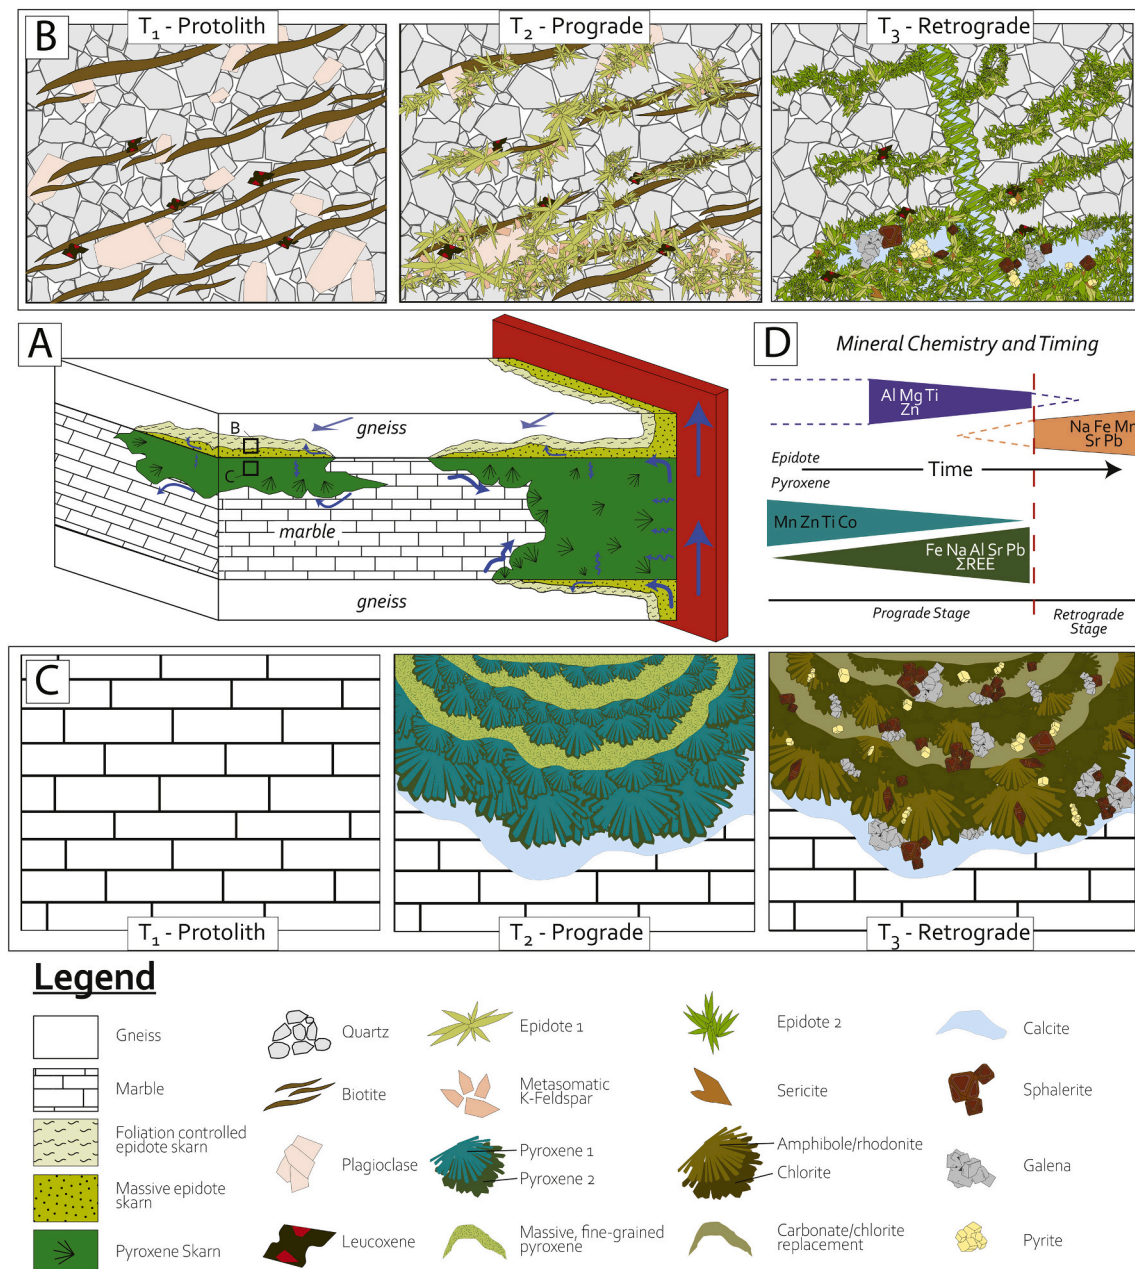 B
T₁ - Protolith
T₂ - Prograde
T₃ - Retrograde
A
B
C
gneiss
marble
gneiss
D
Mineral Chemistry and Timing
Al Mg Ti
Zn
Na Fe Mn
Sr Pb
Epidote
Pyroxene
Time
Mn Zn Ti Co
Fe Na Al Sr Pb
ΣREE
Prograde Stage
Retrograde
Stage
C
T₁ - Protolith
T₂ - Prograde
T₃ - Retrograde
Legend
Gneiss
Marble
Foliation controlled
epidote skarn
Massive epidote
skarn
Pyroxene Skarn
Quartz
Biotite
Plagioclase
Leucoxene
Epidote 1
Metasomatic
K-Feldspar
Pyroxene 1
Pyroxene 2
Massive, fine-grained
pyroxene
Epidote 2
Sericite
Amphibole/rhodonite
Chlorite
Carbonate/chlorite
replacement
Calcite
Sphalerite
Galena
Pyrite